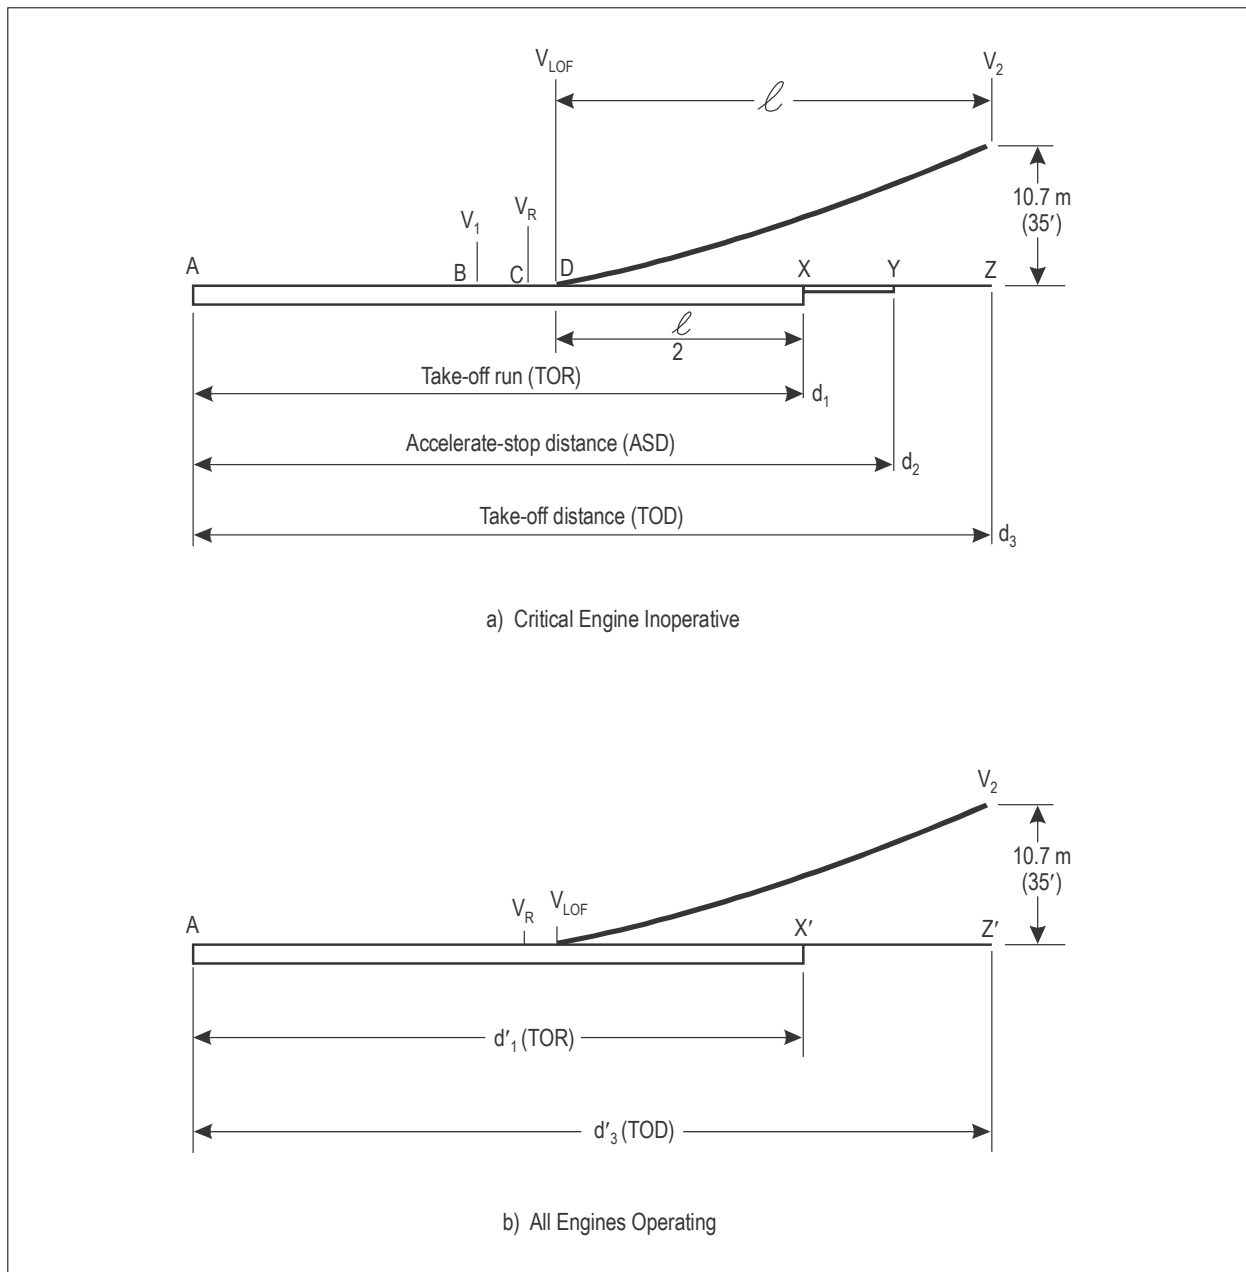 V_LOF
V_2
ℓ
V_1
V_R
10.7 m
(35′)
A
B
C
D
X
Y
Z
ℓ
2
Take-off run (TOR)
d_1
Accelerate-stop distance (ASD)
d_2
Take-off distance (TOD)
d_3
a) Critical Engine Inoperative
V_2
10.7 m
(35′)
A
V_R
V_LOF
X′
Z′
d′_1 (TOR)
d′_3 (TOD)
b) All Engines Operating